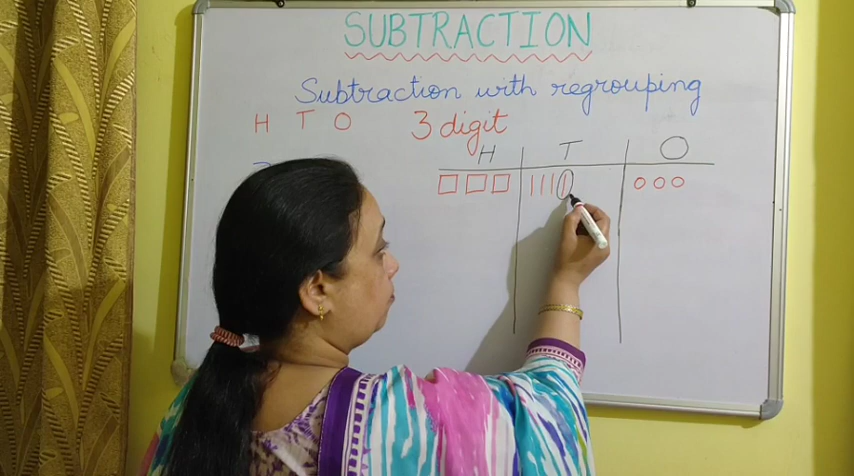 SUBTRACTION
Subtraction with regrouping
H T O 3 digit
H T O